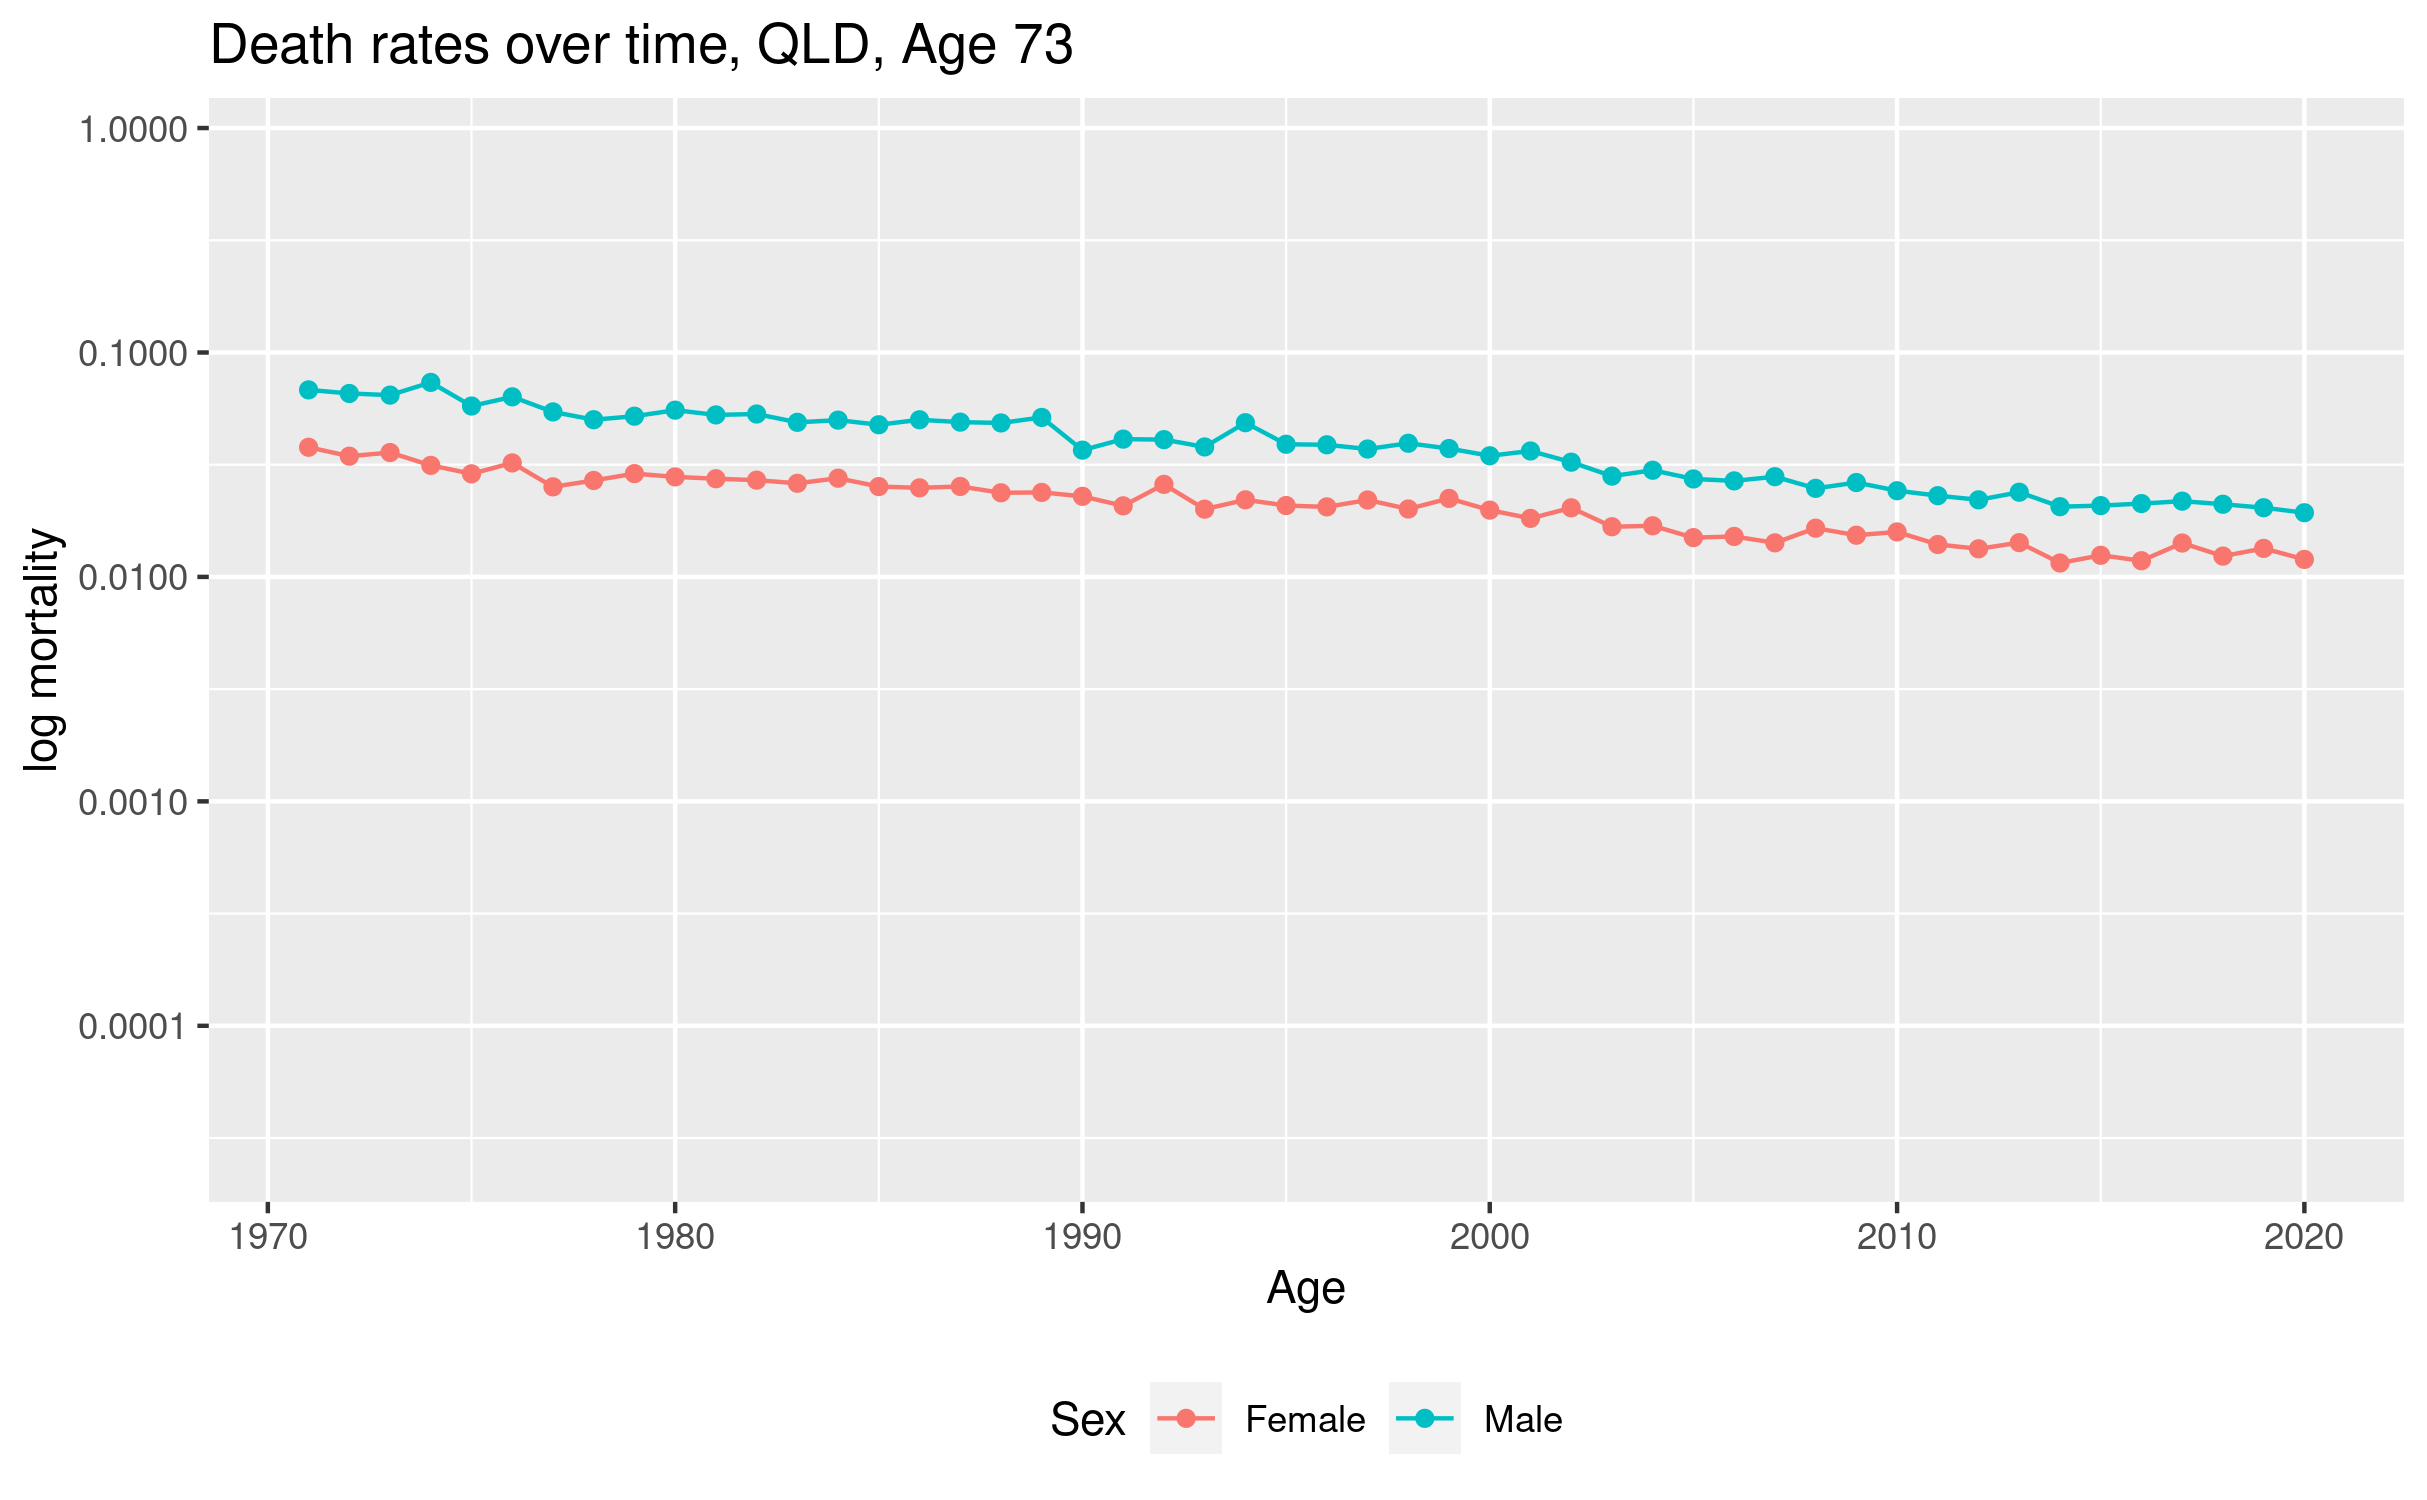 Death rates over time, QLD, Age 73
log mortality
1.0000
0.1000
0.0100
0.0010
0.0001
1970 1980 1990 2000 2010 2020
Age
Sex Female Male